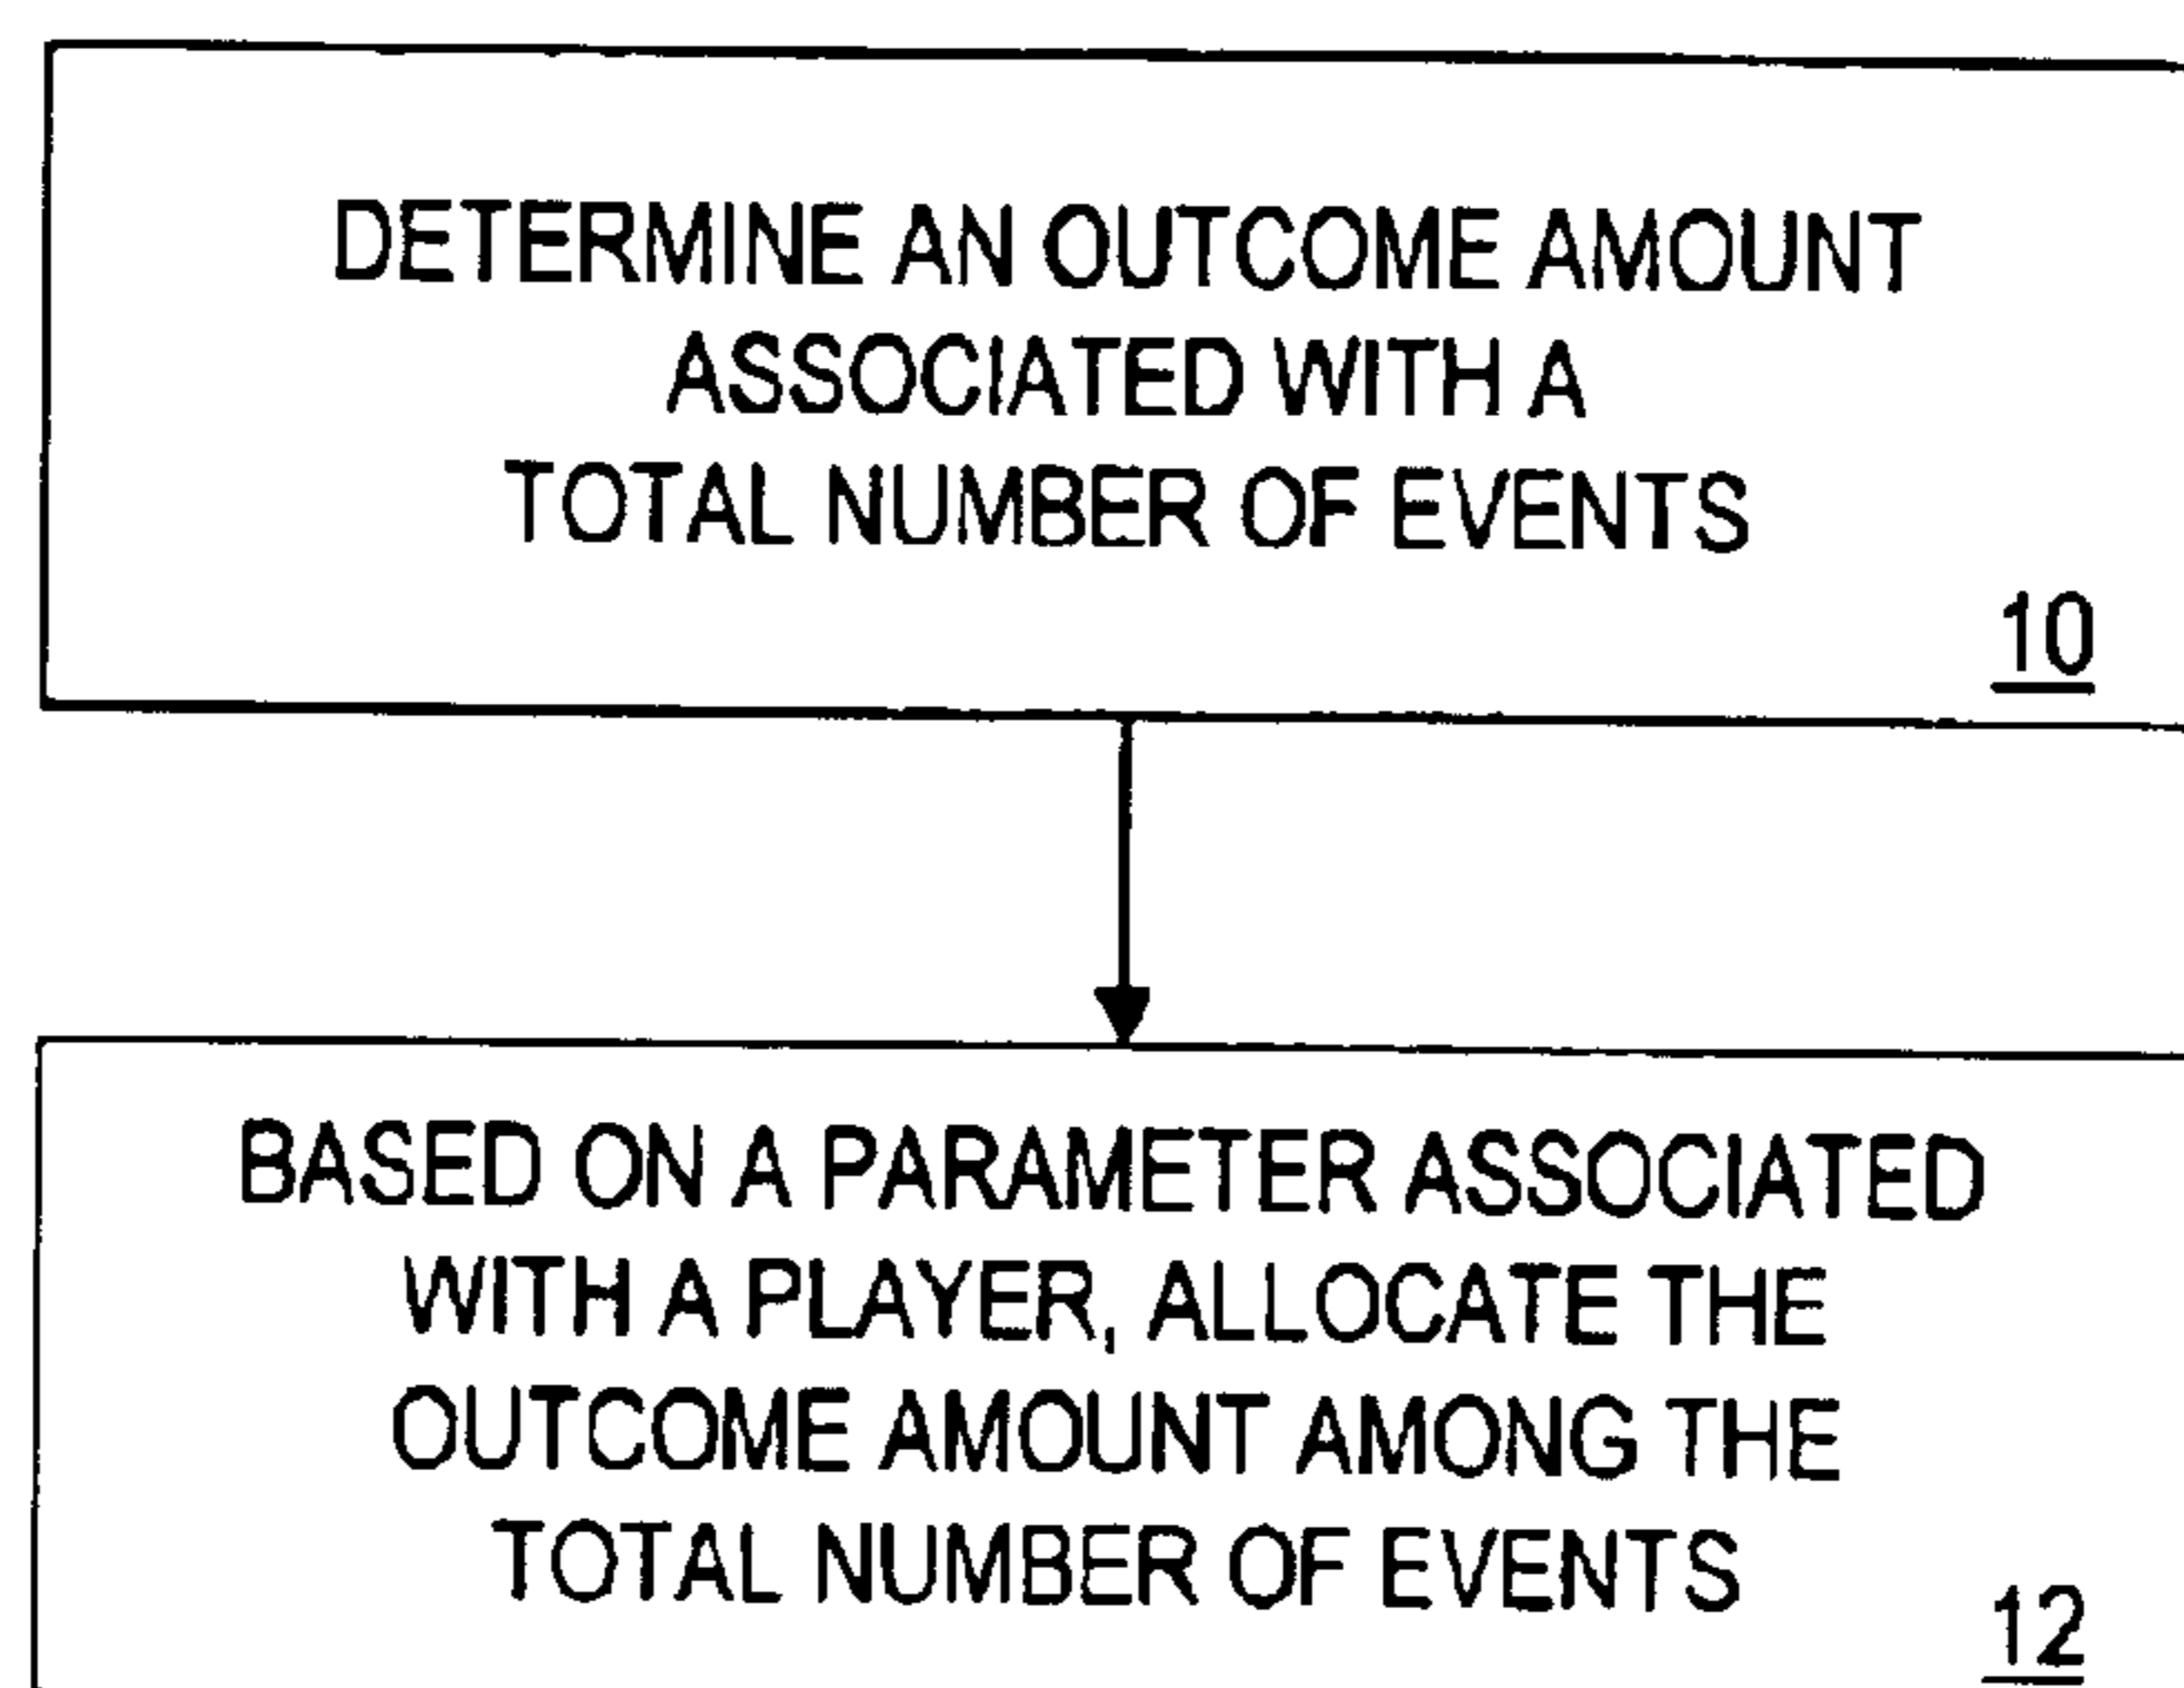 DETERMINE AN OUTCOME AMOUNT
ASSOCIATED WITH A
TOTAL NUMBER OF EVENTS
10
BASED ON A PARAMETER ASSOCIATED
WITH A PLAYER, ALLOCATE THE
OUTCOME AMOUNT AMONG THE
TOTAL NUMBER OF EVENTS
12